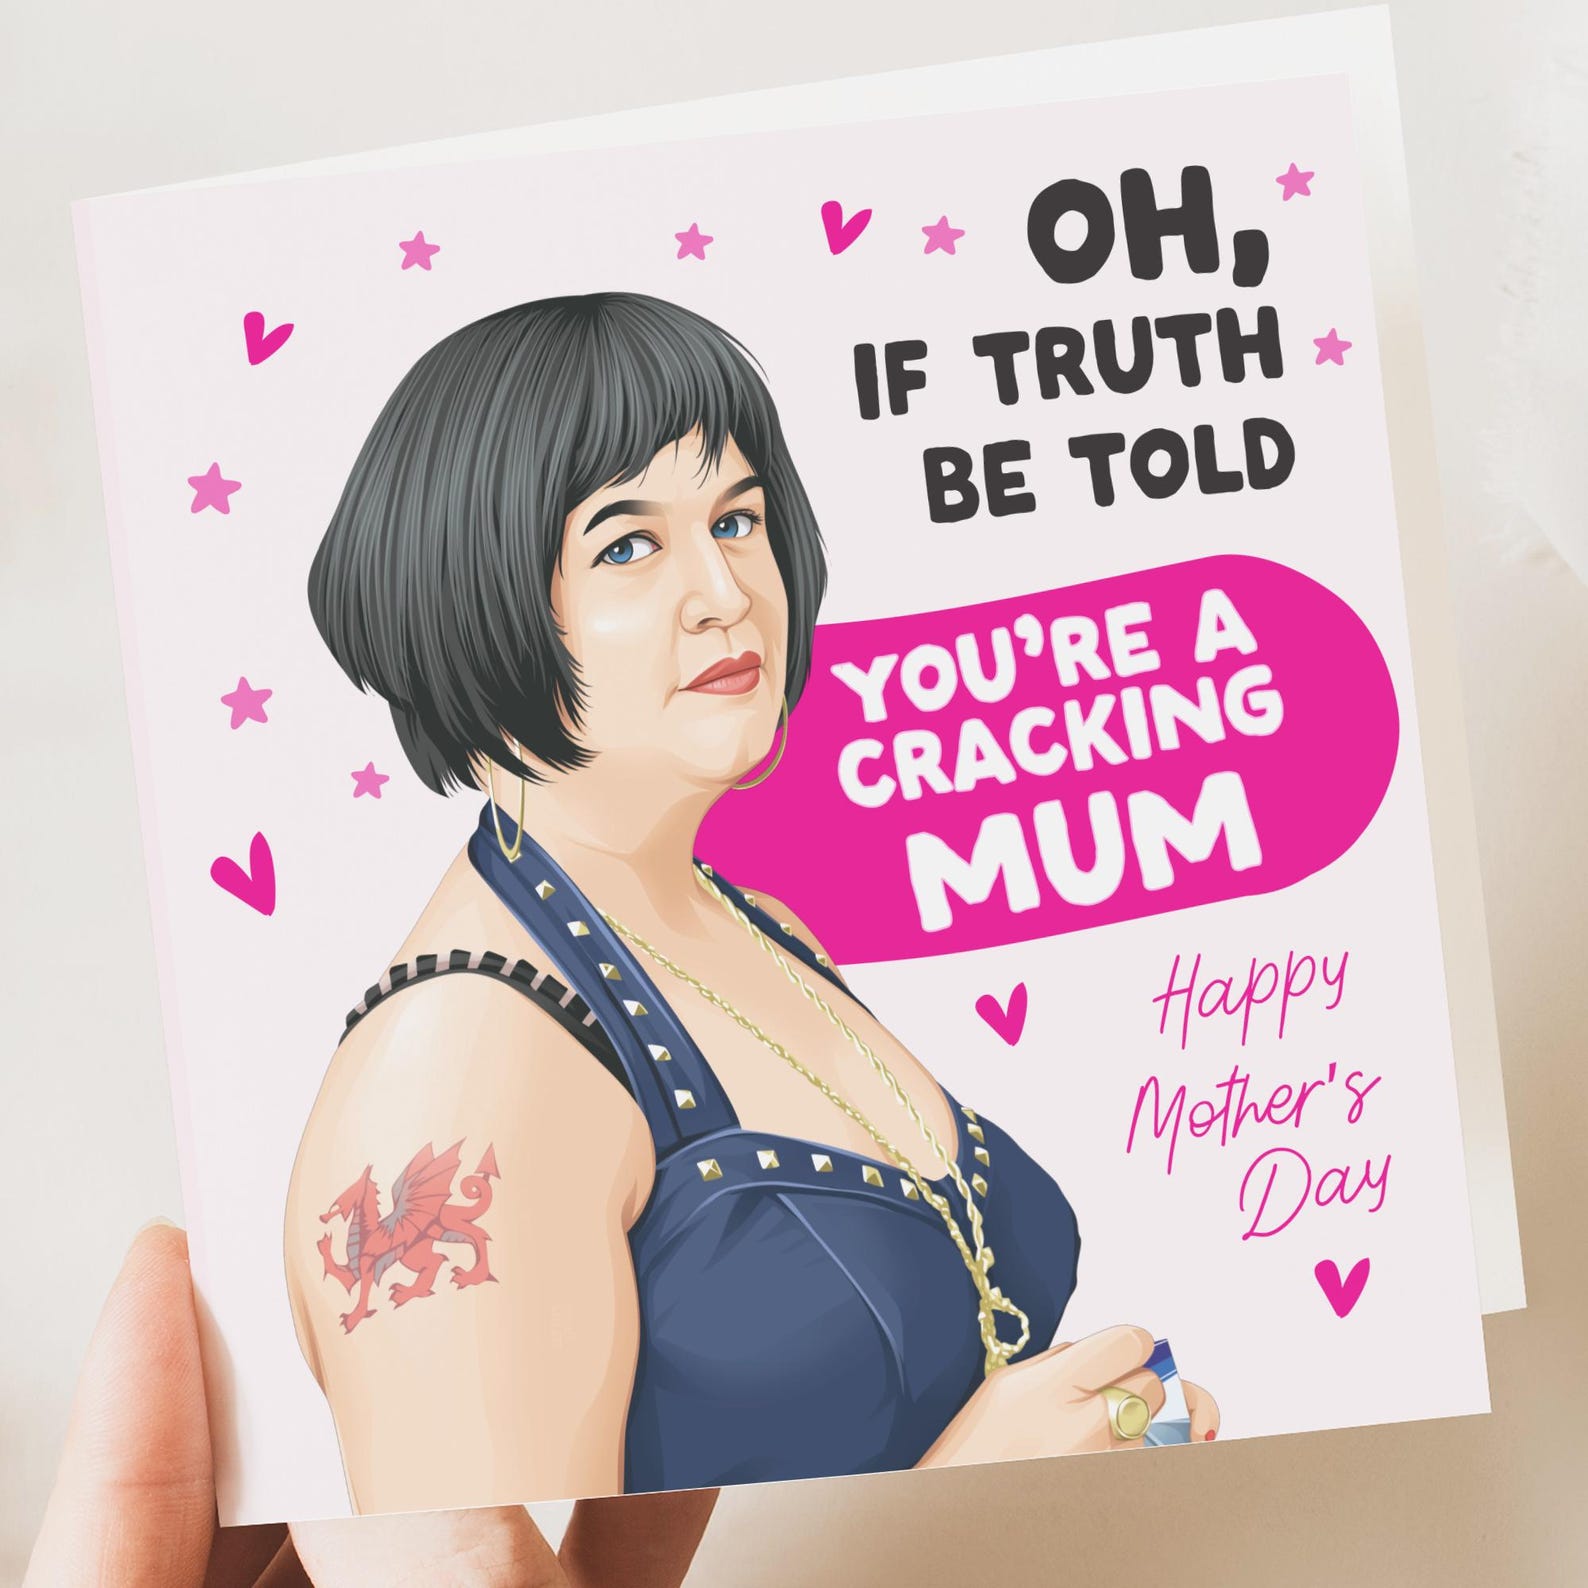 OH,
IF TRUTH
BE TOLD
YOU'RE A
CRACKING
MUM
Happy
Mother's
Day